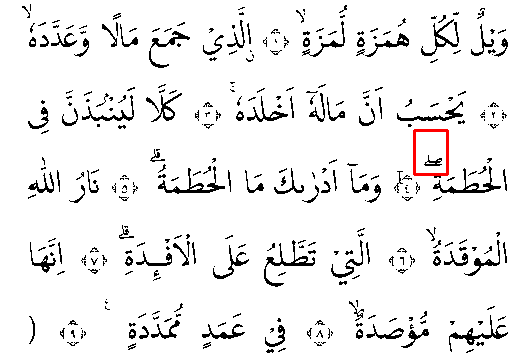 وَيْلٌ لِّكُلِّ هُمَزَةٍ لُّمَزَةٍۙ ﴿١﴾ اۨلَّذِيْ جَمَعَ مَالًا وَّعَدَّدَهٗۙ
﴿٢﴾ يَحْسَبُ اَنَّ مَالَهٗۤ اَخْلَدَهٗۚ ﴿٣﴾ كَلَّا لَيُنْۢبَذَنَّ فِى
الْحُطَمَةِۖ ﴿٤﴾ وَمَاۤ اَدْرٰىكَ مَا الْحُطَمَةُؕ ﴿٥﴾ نَارُ اللّٰهِ
الْمُوْقَدَةُۙ ﴿٦﴾ الَّتِيْ تَطَّلِعُ عَلَى الْاَفْـِٕدَةِؕ ﴿٧﴾ اِنَّهَا
عَلَيْهِمْ مُّؤْصَدَةٌۙ ﴿٨﴾ فِيْ عَمَدٍ مُّمَدَّدَةٍ ﴿٩﴾ (